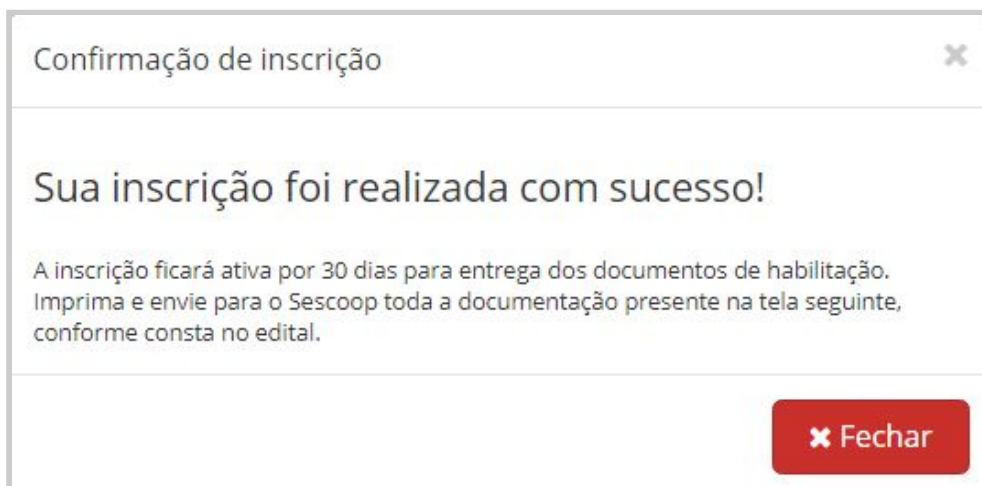 Confirmação de inscrição
Sua inscrição foi realizada com sucesso!
A inscrição ficará ativa por 30 dias para entrega dos documentos de habilitação.
Imprima e envie para o Sescoop toda a documentação presente na tela seguinte,
conforme consta no edital.
Fechar